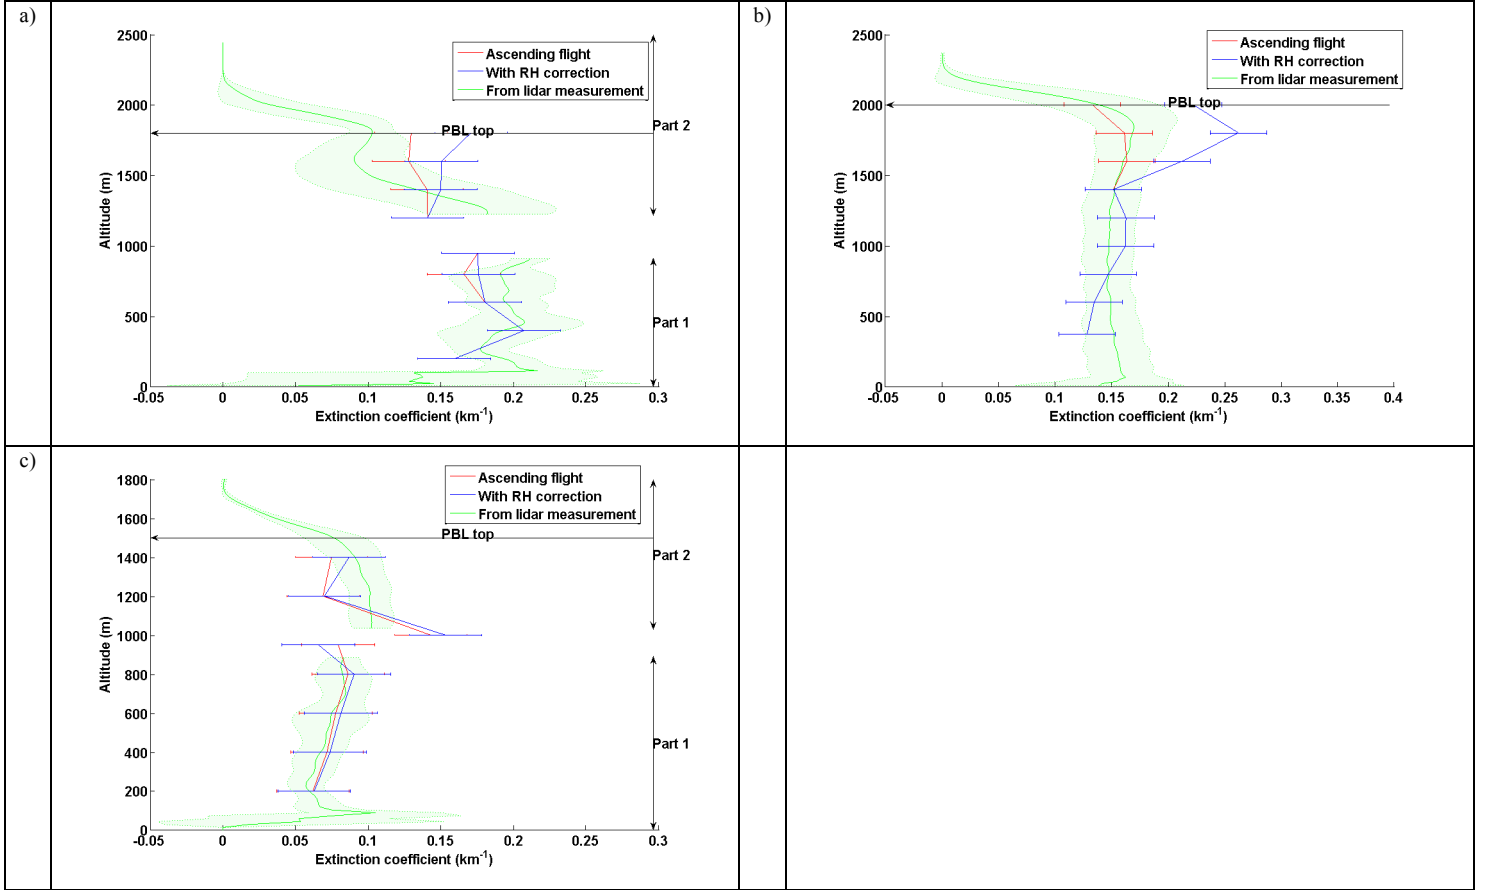 a)
2500
2000
1500
1000
500
0
-0.05 0 0.05 0.1 0.15 0.2 0.25 0.3
Altitude (m)
Extinction coefficient (km-1)
Ascending flight
With RH correction
From lidar measurement
PBL top
Part 2
Part 1
b)
2500
2000
1500
1000
500
0
-0.05 0 0.05 0.1 0.15 0.2 0.25 0.3 0.35 0.4
Altitude (m)
Extinction coefficient (km-1)
Ascending flight
With RH correction
From lidar measurement
PBL top
c)
1800
1600
1400
1200
1000
800
600
400
200
0
-0.05 0 0.05 0.1 0.15 0.2 0.25 0.3
Altitude (m)
Extinction coefficient (km-1)
Ascending flight
With RH correction
From lidar measurement
PBL top
Part 2
Part 1